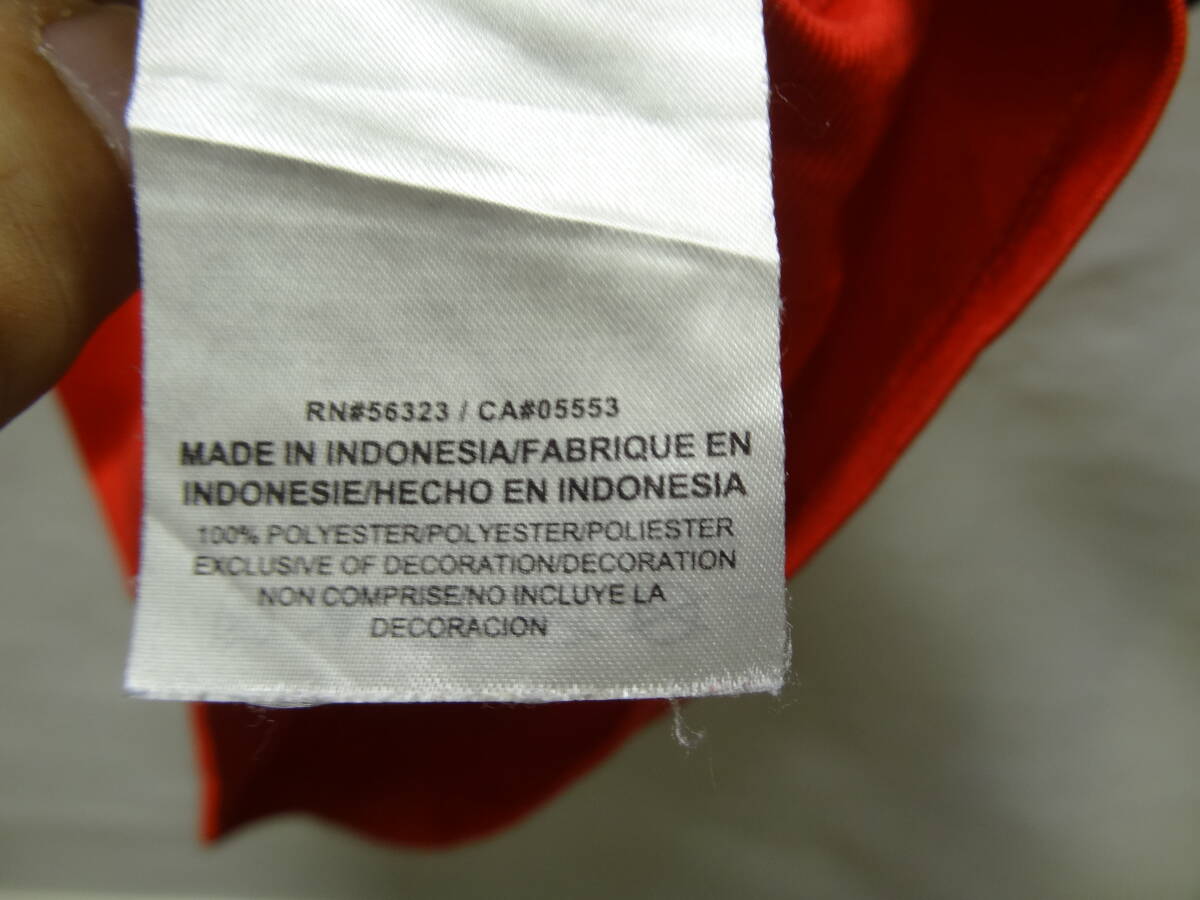 RN#56323 / CA#05553
MADE IN INDONESIA/FABRIQUE EN
INDONESIE/HECHO EN INDONESIA
100% POLYESTER/POLYESTER/POLIESTER
EXCLUSIVE OF DECORATION/DECORATION
NON COMPRISE/NO INCLUYE LA
DECORACION